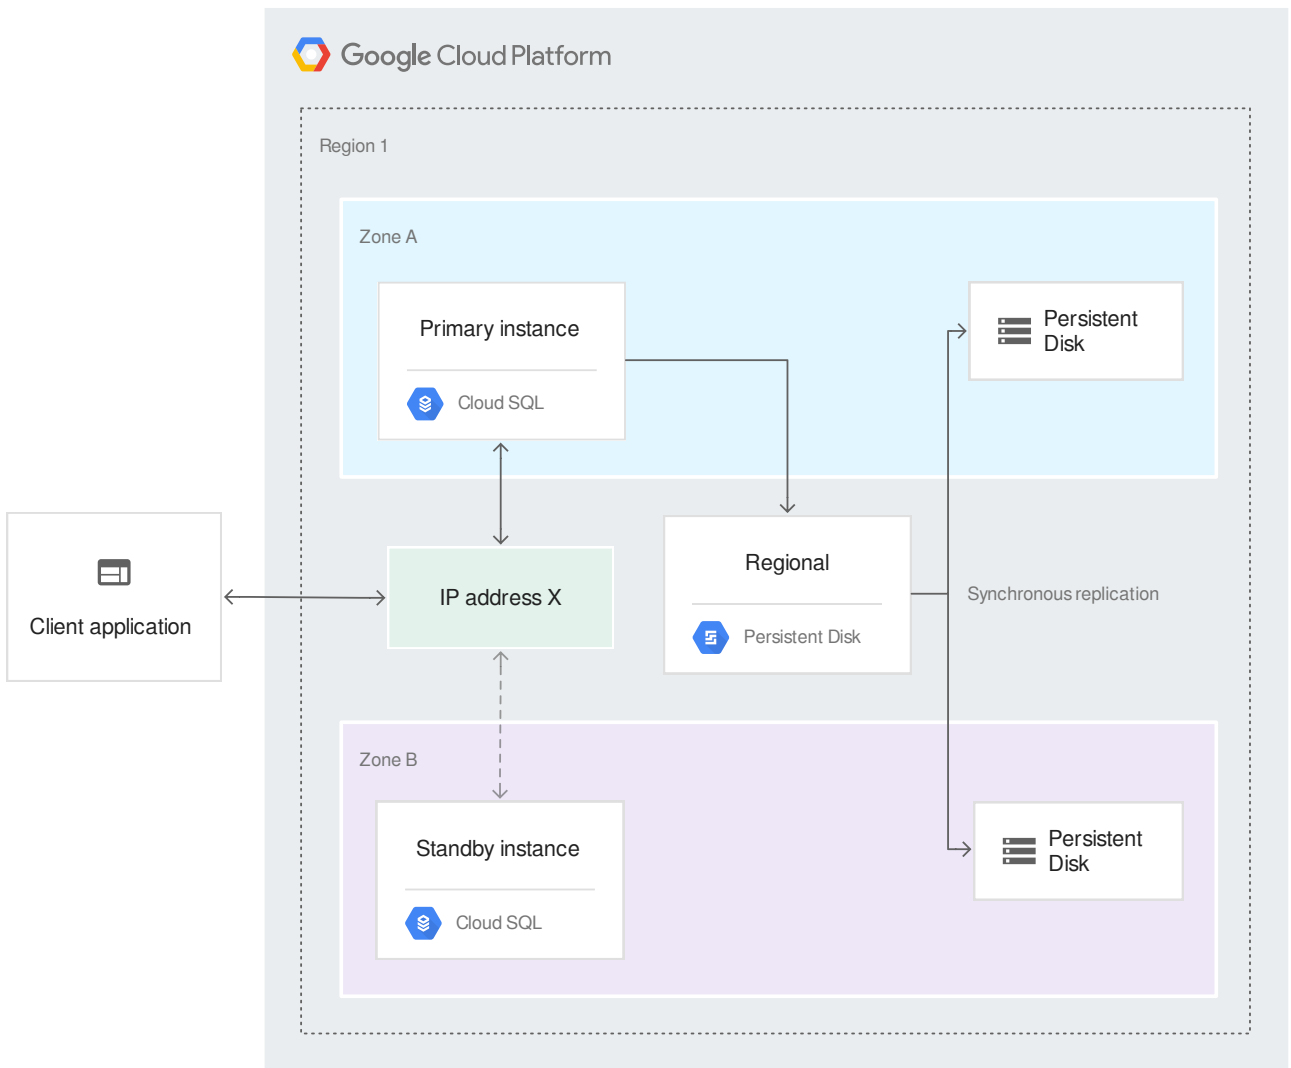 Google Cloud Platform
Region 1
Zone A
Primary instance
Cloud SQL
Persistent
Disk
Client application
IP address X
Regional
Persistent Disk
Synchronous replication
Zone B
Standby instance
Cloud SQL
Persistent
Disk